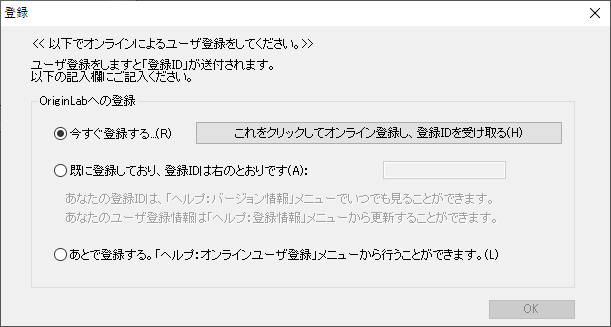 登録
<< 以下でオンラインによるユーザ登録をしてください。>>
ユーザ登録をしますと「登録ID」が送付されます。
以下の記入欄にご記入ください。
OriginLabへの登録
今すぐ登録する...(R)
これをクリックしてオンライン登録し、登録IDを受け取る(H)
既に登録しており、登録IDは右のとおりです(A):
あなたの登録IDは、「ヘルプ:バージョン情報」メニューでいつでも見ることができます。
あなたのユーザ登録情報は「ヘルプ:登録情報」メニューから更新することができます。
あとで登録する。「ヘルプ:オンラインユーザ登録」メニューから行うことができます。(L)
OK